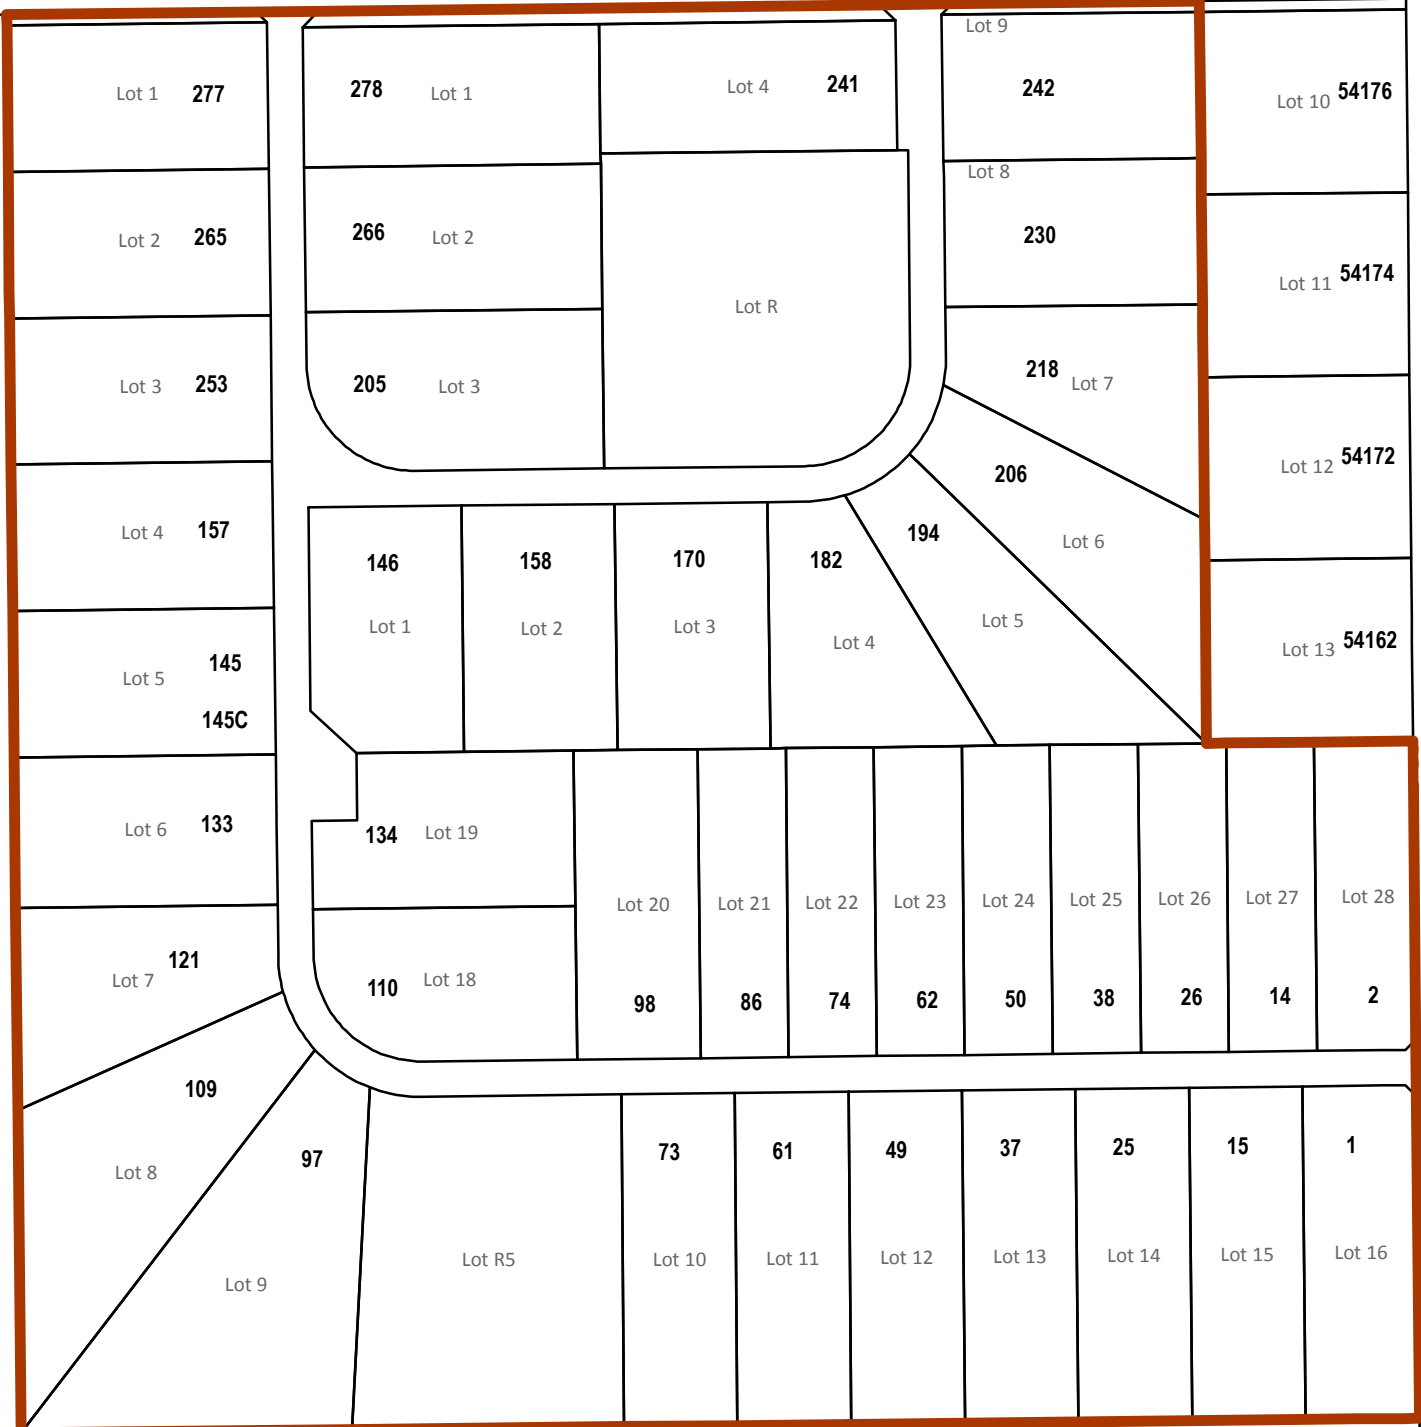 Lot 9
Lot 1 277
278 Lot 1
Lot 4 241
242
Lot 10 54176
Lot 8
Lot 2 265
266 Lot 2
230
Lot 11 54174
Lot R
Lot 3 253
205 Lot 3
218 Lot 7
Lot 12 54172
206
Lot 4 157
194
Lot 6
146
158
170
182
Lot 1
Lot 2
Lot 3
Lot 4
Lot 5
Lot 13 54162
145
Lot 5
145C
Lot 6 133
134 Lot 19
Lot 20
Lot 21
Lot 22
Lot 23
Lot 24
Lot 25
Lot 26
Lot 27
Lot 28
121
Lot 7
110 Lot 18
98
86
74
62
50
38
26
14
2
109
97
73
61
49
37
25
15
1
Lot 8
Lot 9
Lot R5
Lot 10
Lot 11
Lot 12
Lot 13
Lot 14
Lot 15
Lot 16